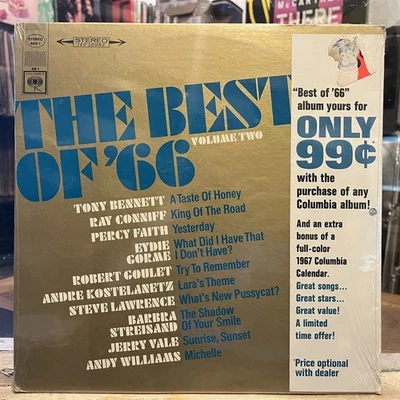 McCARTNEY
THERE
STEREO
THE BEST
OF '66
VOLUME TWO
TONY BENNETT A Taste Of Honey
RAY CONNIFF King Of The Road
PERCY FAITH Yesterday
EYDIE What Did I Have That
GORME I Don't Have?
ROBERT GOULET Try To Remember
ANDRE KOSTELANETZ Lara's Theme
STEVE LAWRENCE What's New Pussycat?
BARBRA The Shadow
STREISAND Of Your Smile
JERRY VALE Sunrise, Sunset
ANDY WILLIAMS Michelle
"Best of '66"
album yours for
ONLY
99¢
with the
purchase of any
Columbia album!
And an extra
bonus of a
full-color
1967 Columbia
Calendar.
Great songs...
Great stars...
Great value!
A limited
time offer!
*Price optional
with dealer